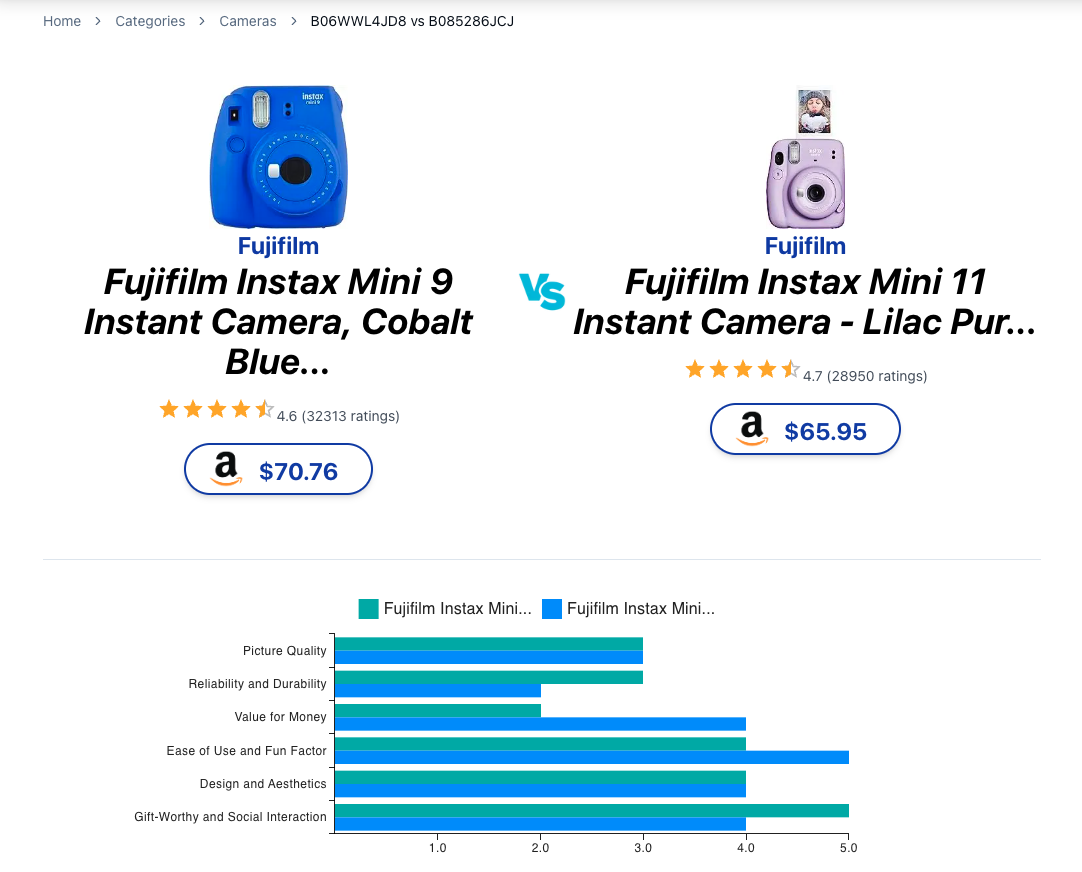 Home > Categories > Cameras > B06WWL4JD8 vs B085286JCJ
instax
mini 9
Fujifilm
Fujifilm Instax Mini 9
Instant Camera, Cobalt
Blue...
4.6 (32313 ratings)
a $70.76
VS
Fujifilm
Fujifilm Instax Mini 11
Instant Camera - Lilac Pur...
4.7 (28950 ratings)
a $65.95
Fujifilm Instax Mini... Fujifilm Instax Mini...
Picture Quality
Reliability and Durability
Value for Money
Ease of Use and Fun Factor
Design and Aesthetics
Gift-Worthy and Social Interaction
1.0 2.0 3.0 4.0 5.0